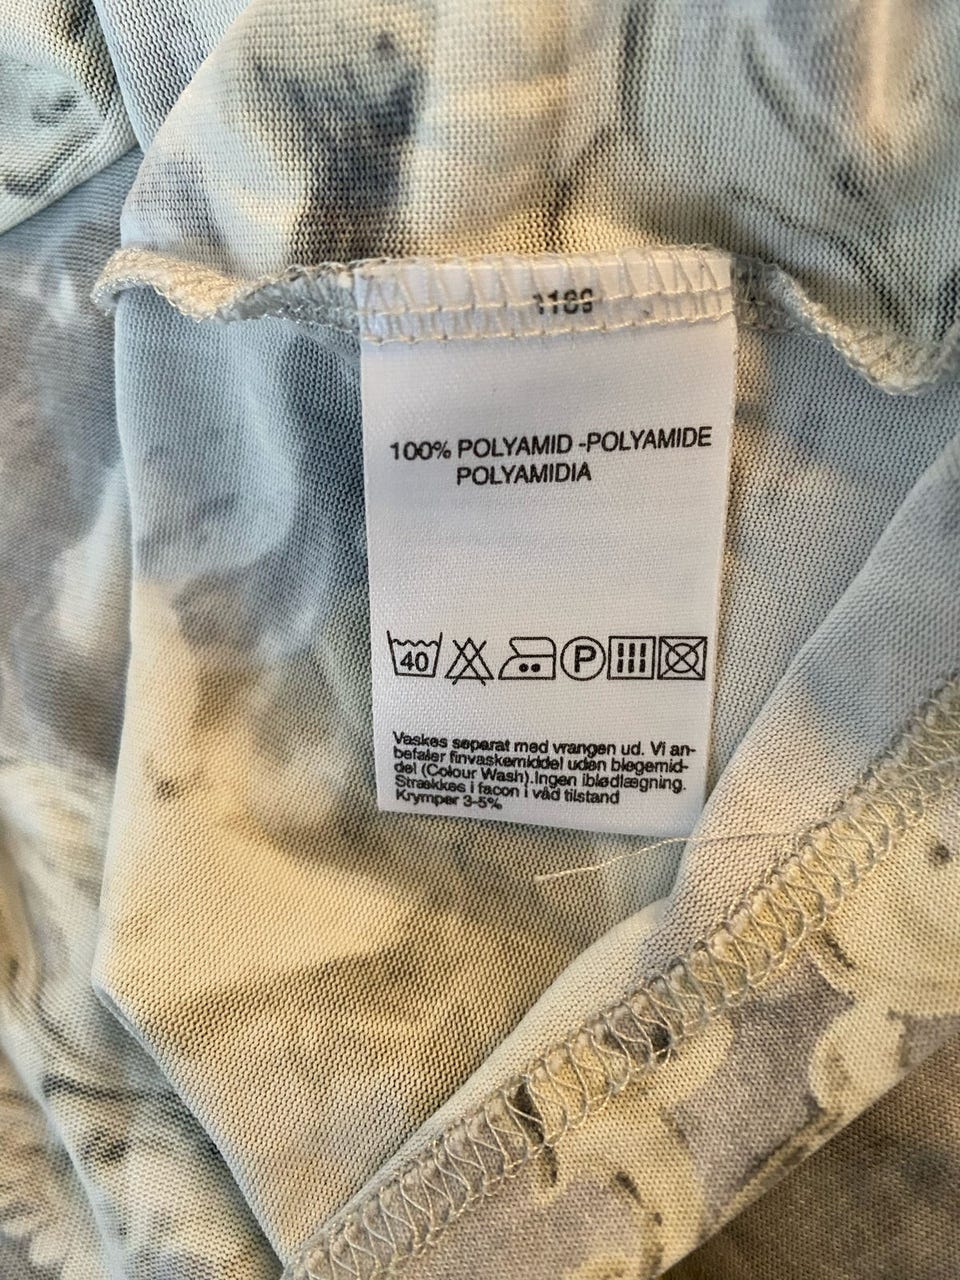 1189
100% POLYAMID -POLYAMIDE
POLYAMIDIA
40 P
Vaskes separat med vrangen ud. Vi an-
befaler finvaskemiddel uden blegemid-
del (Colour Wash).Ingen iblødlægning.
Strækkes i facon i våd tilstand
Krymper 3-5%